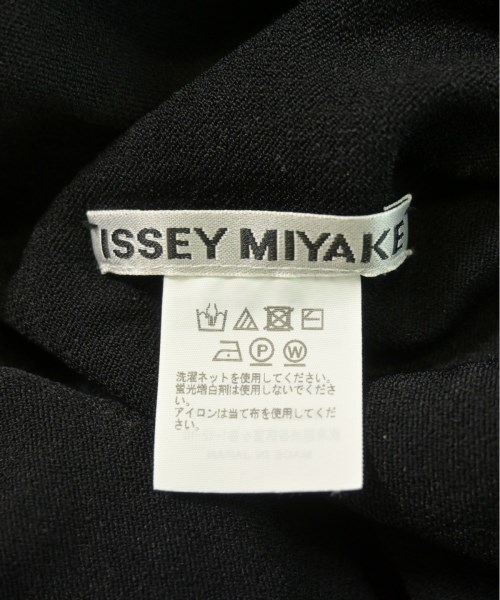 ISSEY MIYAKE
P W
洗濯ネットを使用してください。
蛍光増白剤は使用しないでくださ
い。
アイロンは当て布を使用してくだ
さい。